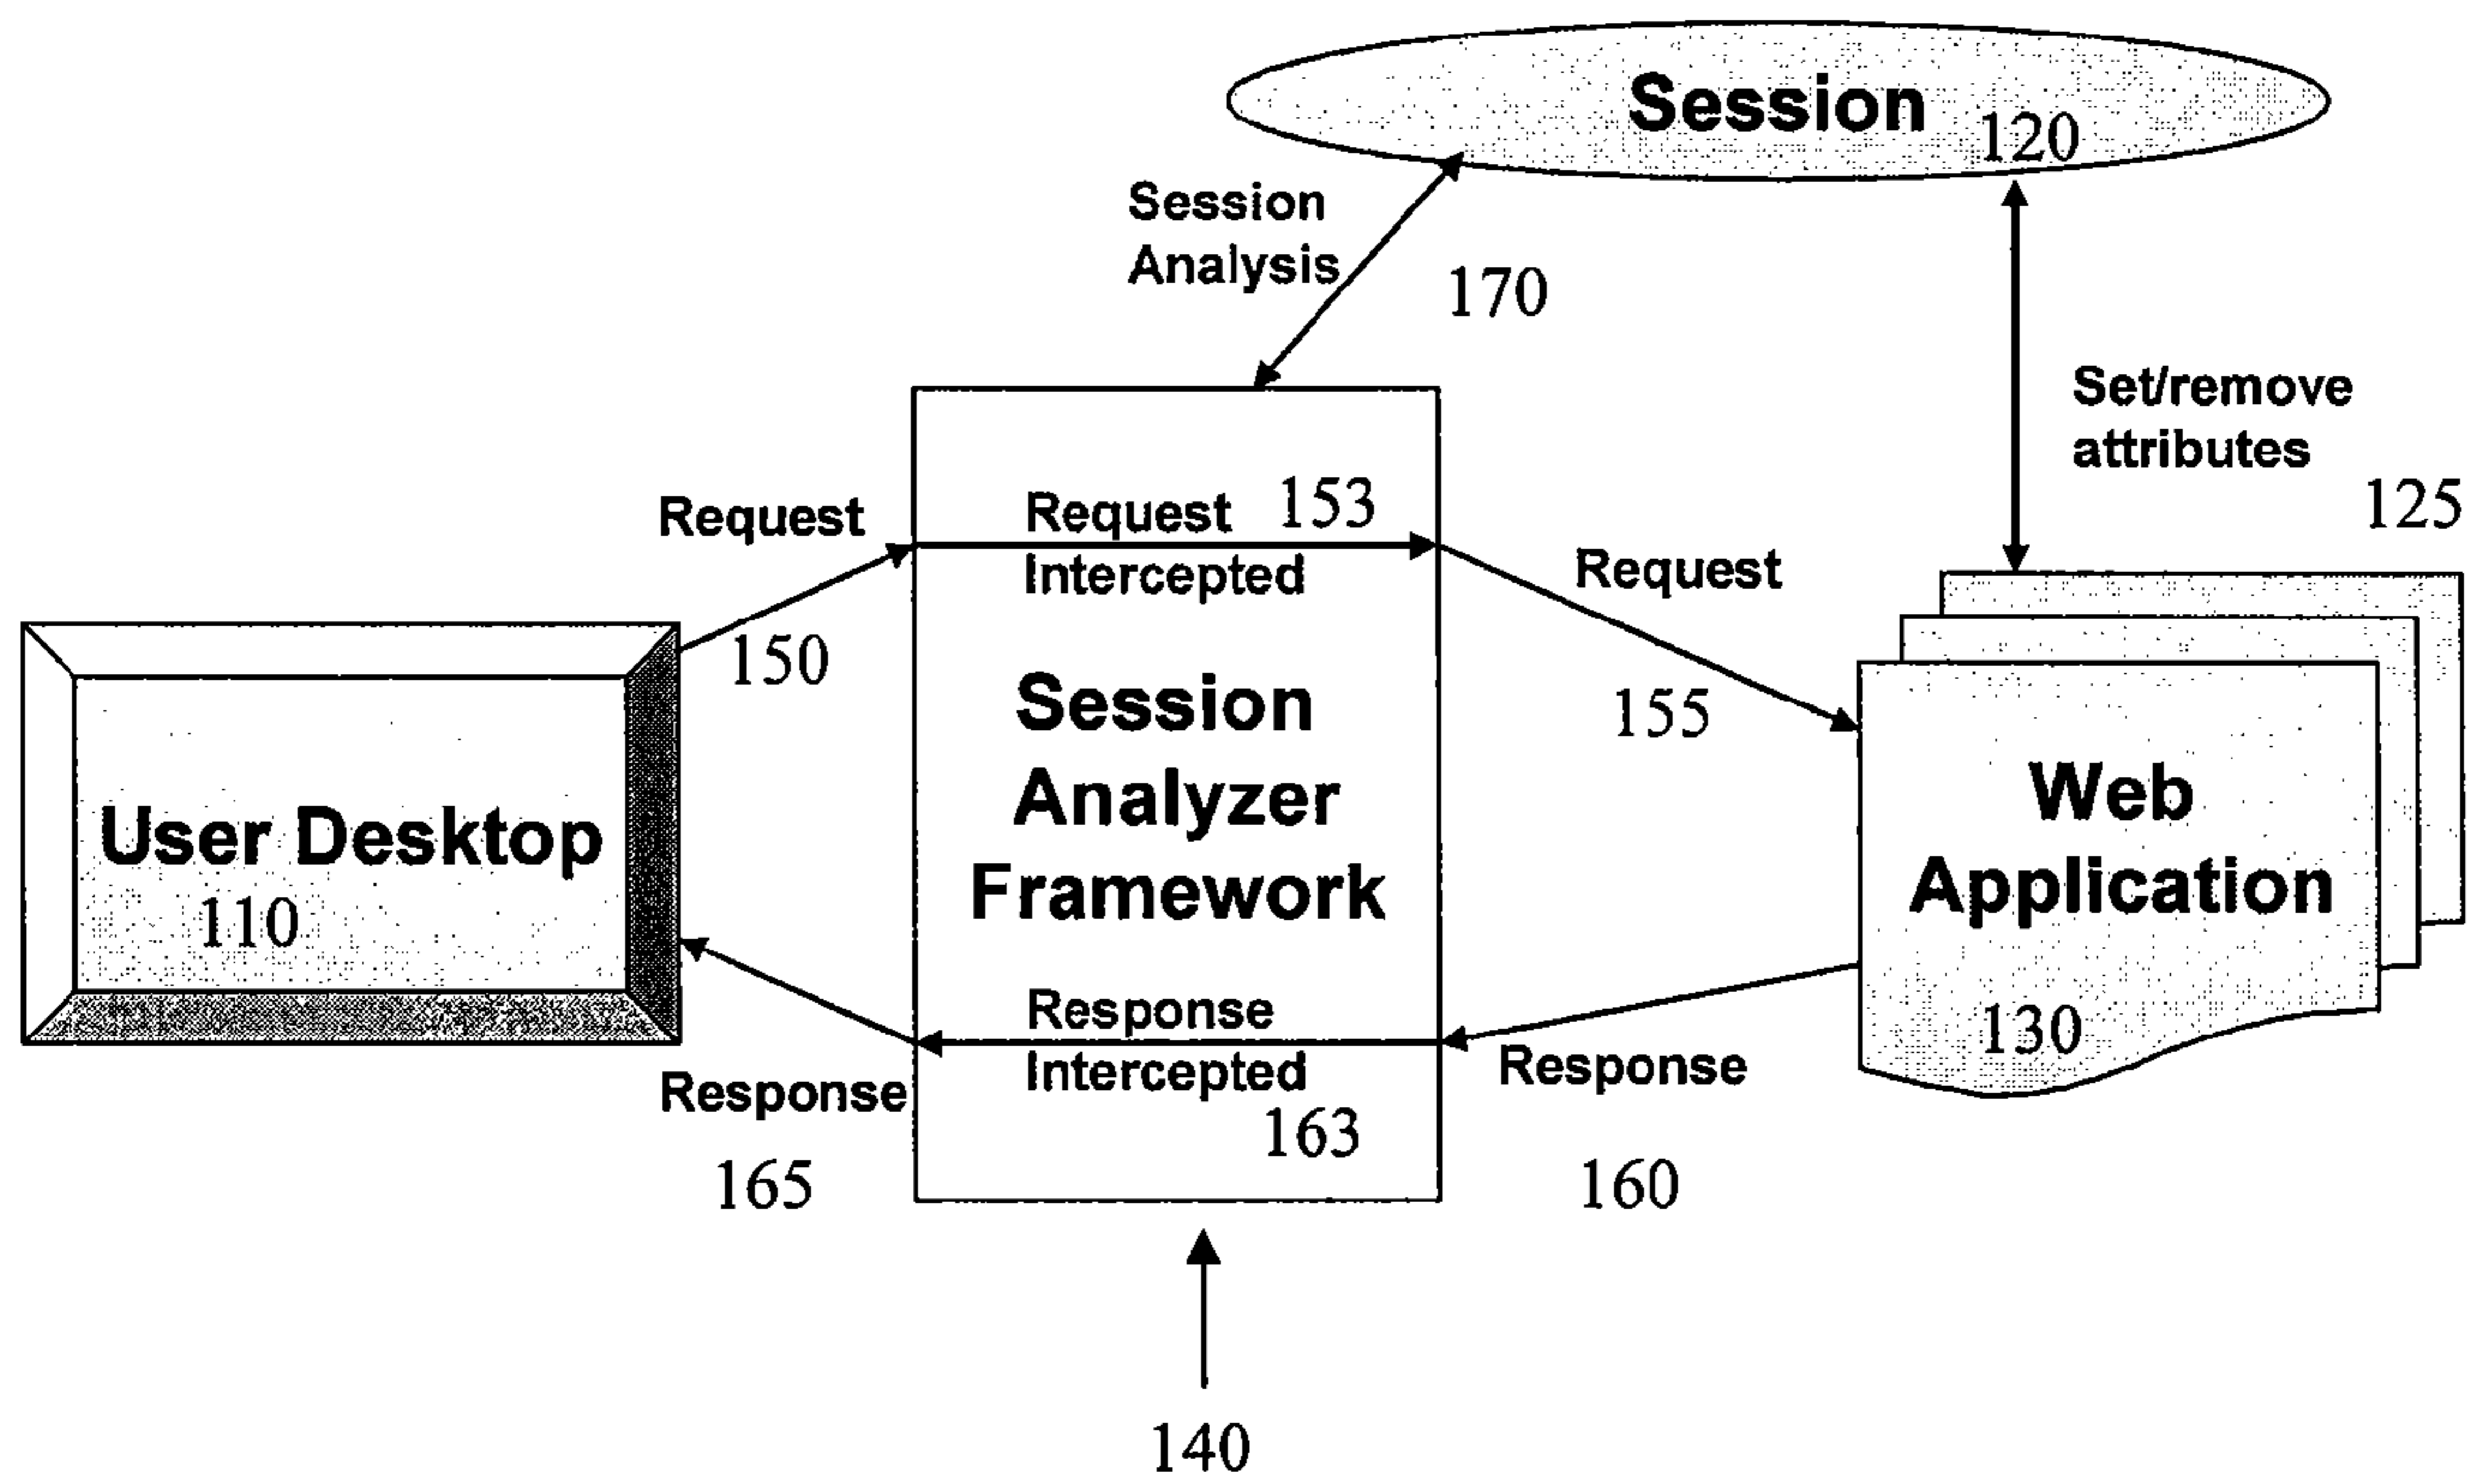 Session
120
Session
Analysis
170
Set/remove
attributes
125
Request
150
Request 153
Intercepted
Request
155
Session
Analyzer
Framework
User Desktop
110
Web
Application
130
Response
Intercepted
163
Response
165
Response
160
140